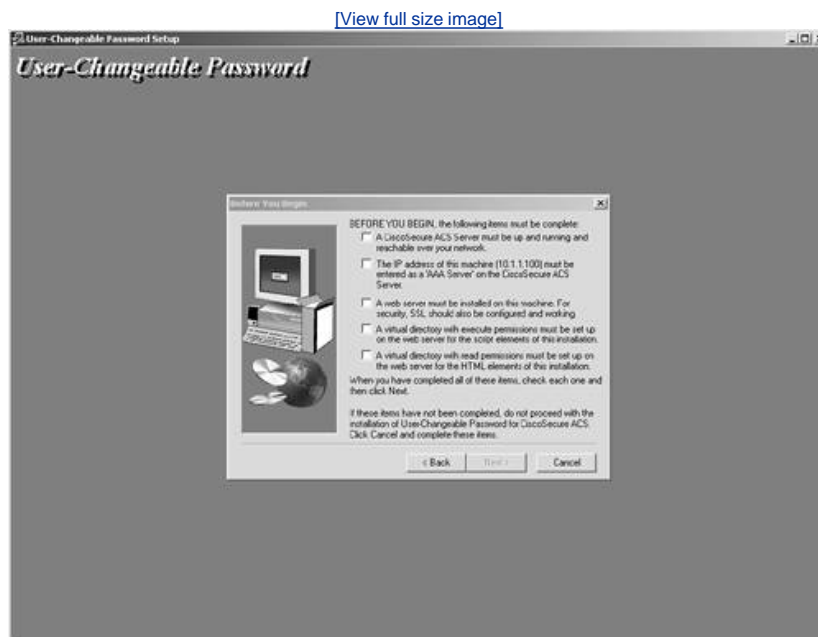 [View full size image]
User-Changeable Password Setup
User-Changeable Password
Before You Begin
BEFORE YOU BEGIN, the following items must be complete:
A CiscoSecure ACS Server must be up and running and
reachable over your network.
The IP address of this machine (10.1.1.100) must be
entered as a 'AAA Server' on the CiscoSecure ACS
Server.
A web server must be installed on this machine. For
security, SSL should also be configured and working.
A virtual directory with execute permissions must be set up
on the web server for the script elements of this installation.
A virtual directory with read permissions must be set up on
the web server for the HTML elements of this installation.
When you have completed all of these items, check each one and
then click Next.
If these items have not been completed, do not proceed with the
installation of User-Changeable Password for CiscoSecure ACS.
Click Cancel and complete these items.
< Back
Next >
Cancel